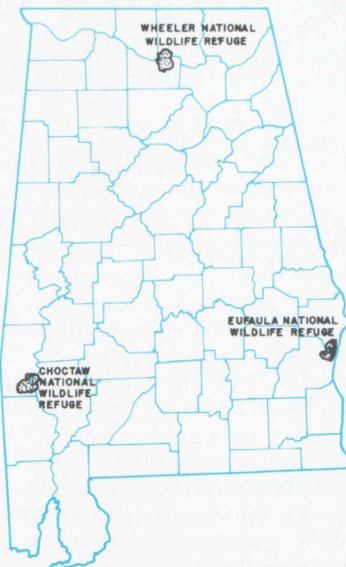 WHEELER NATIONAL
WILDLIFE REFUGE
EUFAULA NATIONAL
WILDLIFE REFUGE
CHOCTAW
NATIONAL
WILDLIFE
REFUGE